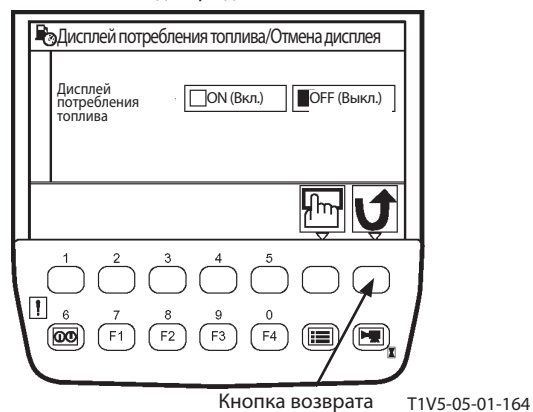 Дисплей потребления топлива/Отмена дисплея
Дисплей
потребления
топлива
ON (Вкл.) OFF (Выкл.)
1 2 3 4 5
6 7 8 9 0
F1 F2 F3 F4
Кнопка возврата
T1V5-05-01-164